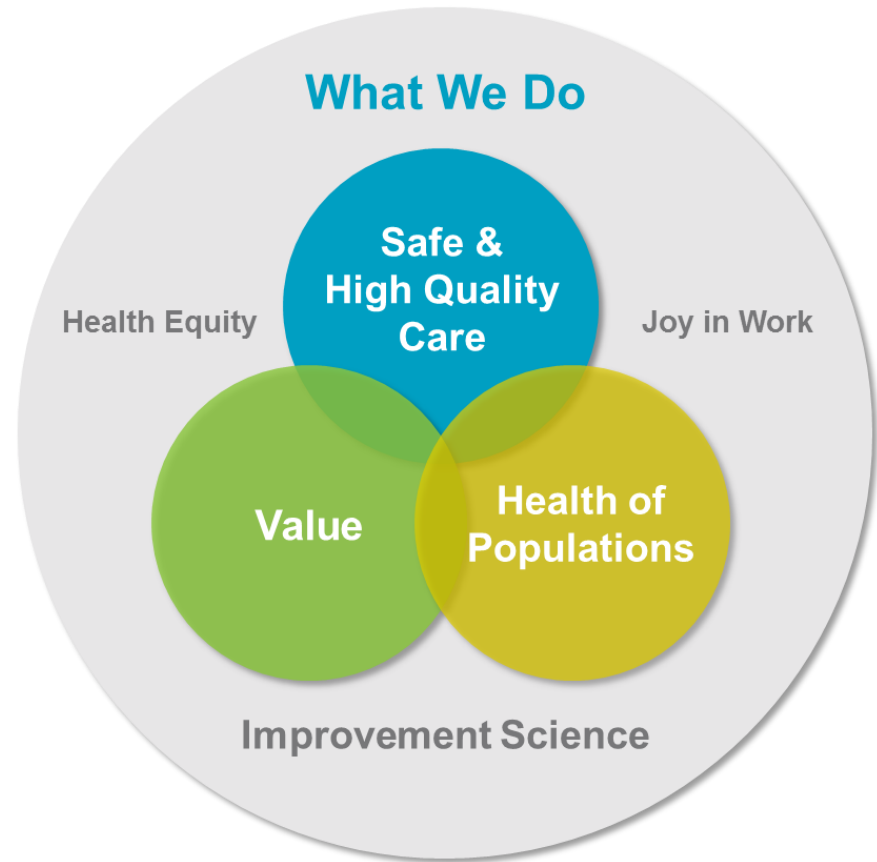 What We Do
Safe &
High Quality
Care
Health Equity
Joy in Work
Value
Health of
Populations
Improvement Science